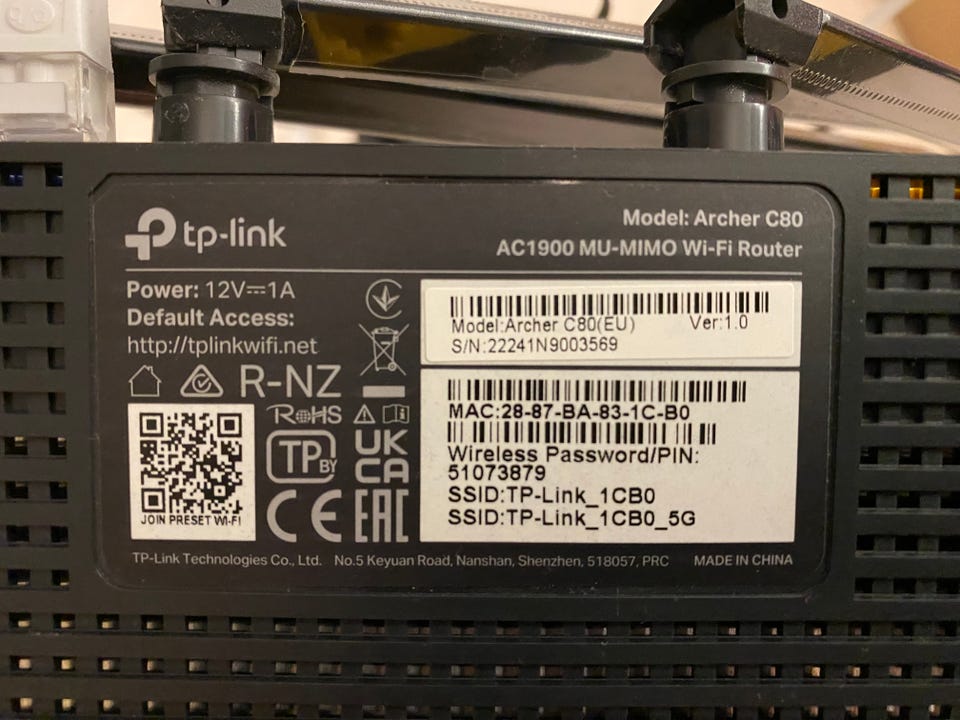 tp-link
Model: Archer C80
AC1900 MU-MIMO Wi-Fi Router
Power: 12V⎓1A
Default Access:
http://tplinkwifi.net
R-NZ
RoHS
JOIN PRESET WI-FI
TP BY
UK
CA
CE
EAC
Model:Archer C80(EU) Ver:1.0
S/N:22241N9003569
MAC:28-87-BA-83-1C-B0
Wireless Password/PIN:
51073879
SSID:TP-Link_1CB0
SSID:TP-Link_1CB0_5G
TP-Link Technologies Co., Ltd. No.5 Keyuan Road, Nanshan, Shenzhen, 518057, PRC MADE IN CHINA